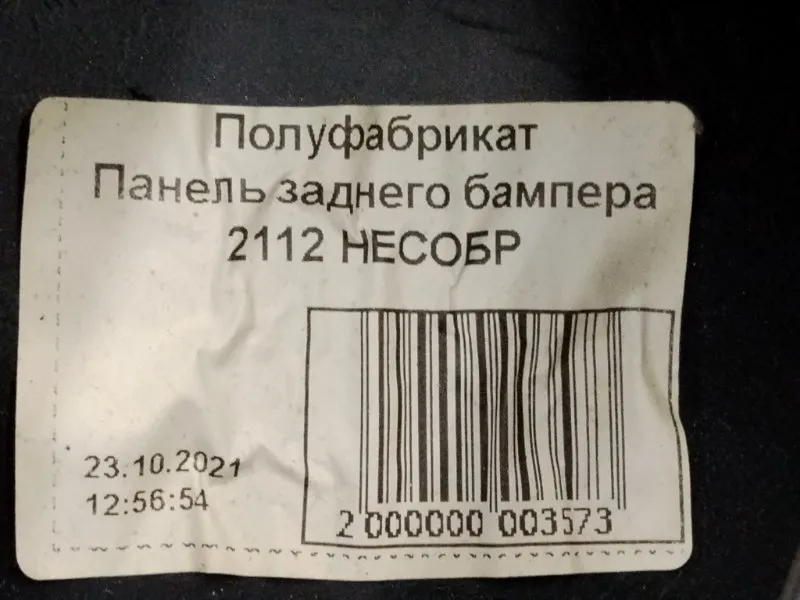 Полуфабрикат
Панель заднего бампера
2112 НЕСОБР
23.10.2021
12:56:54
2 000000 003573